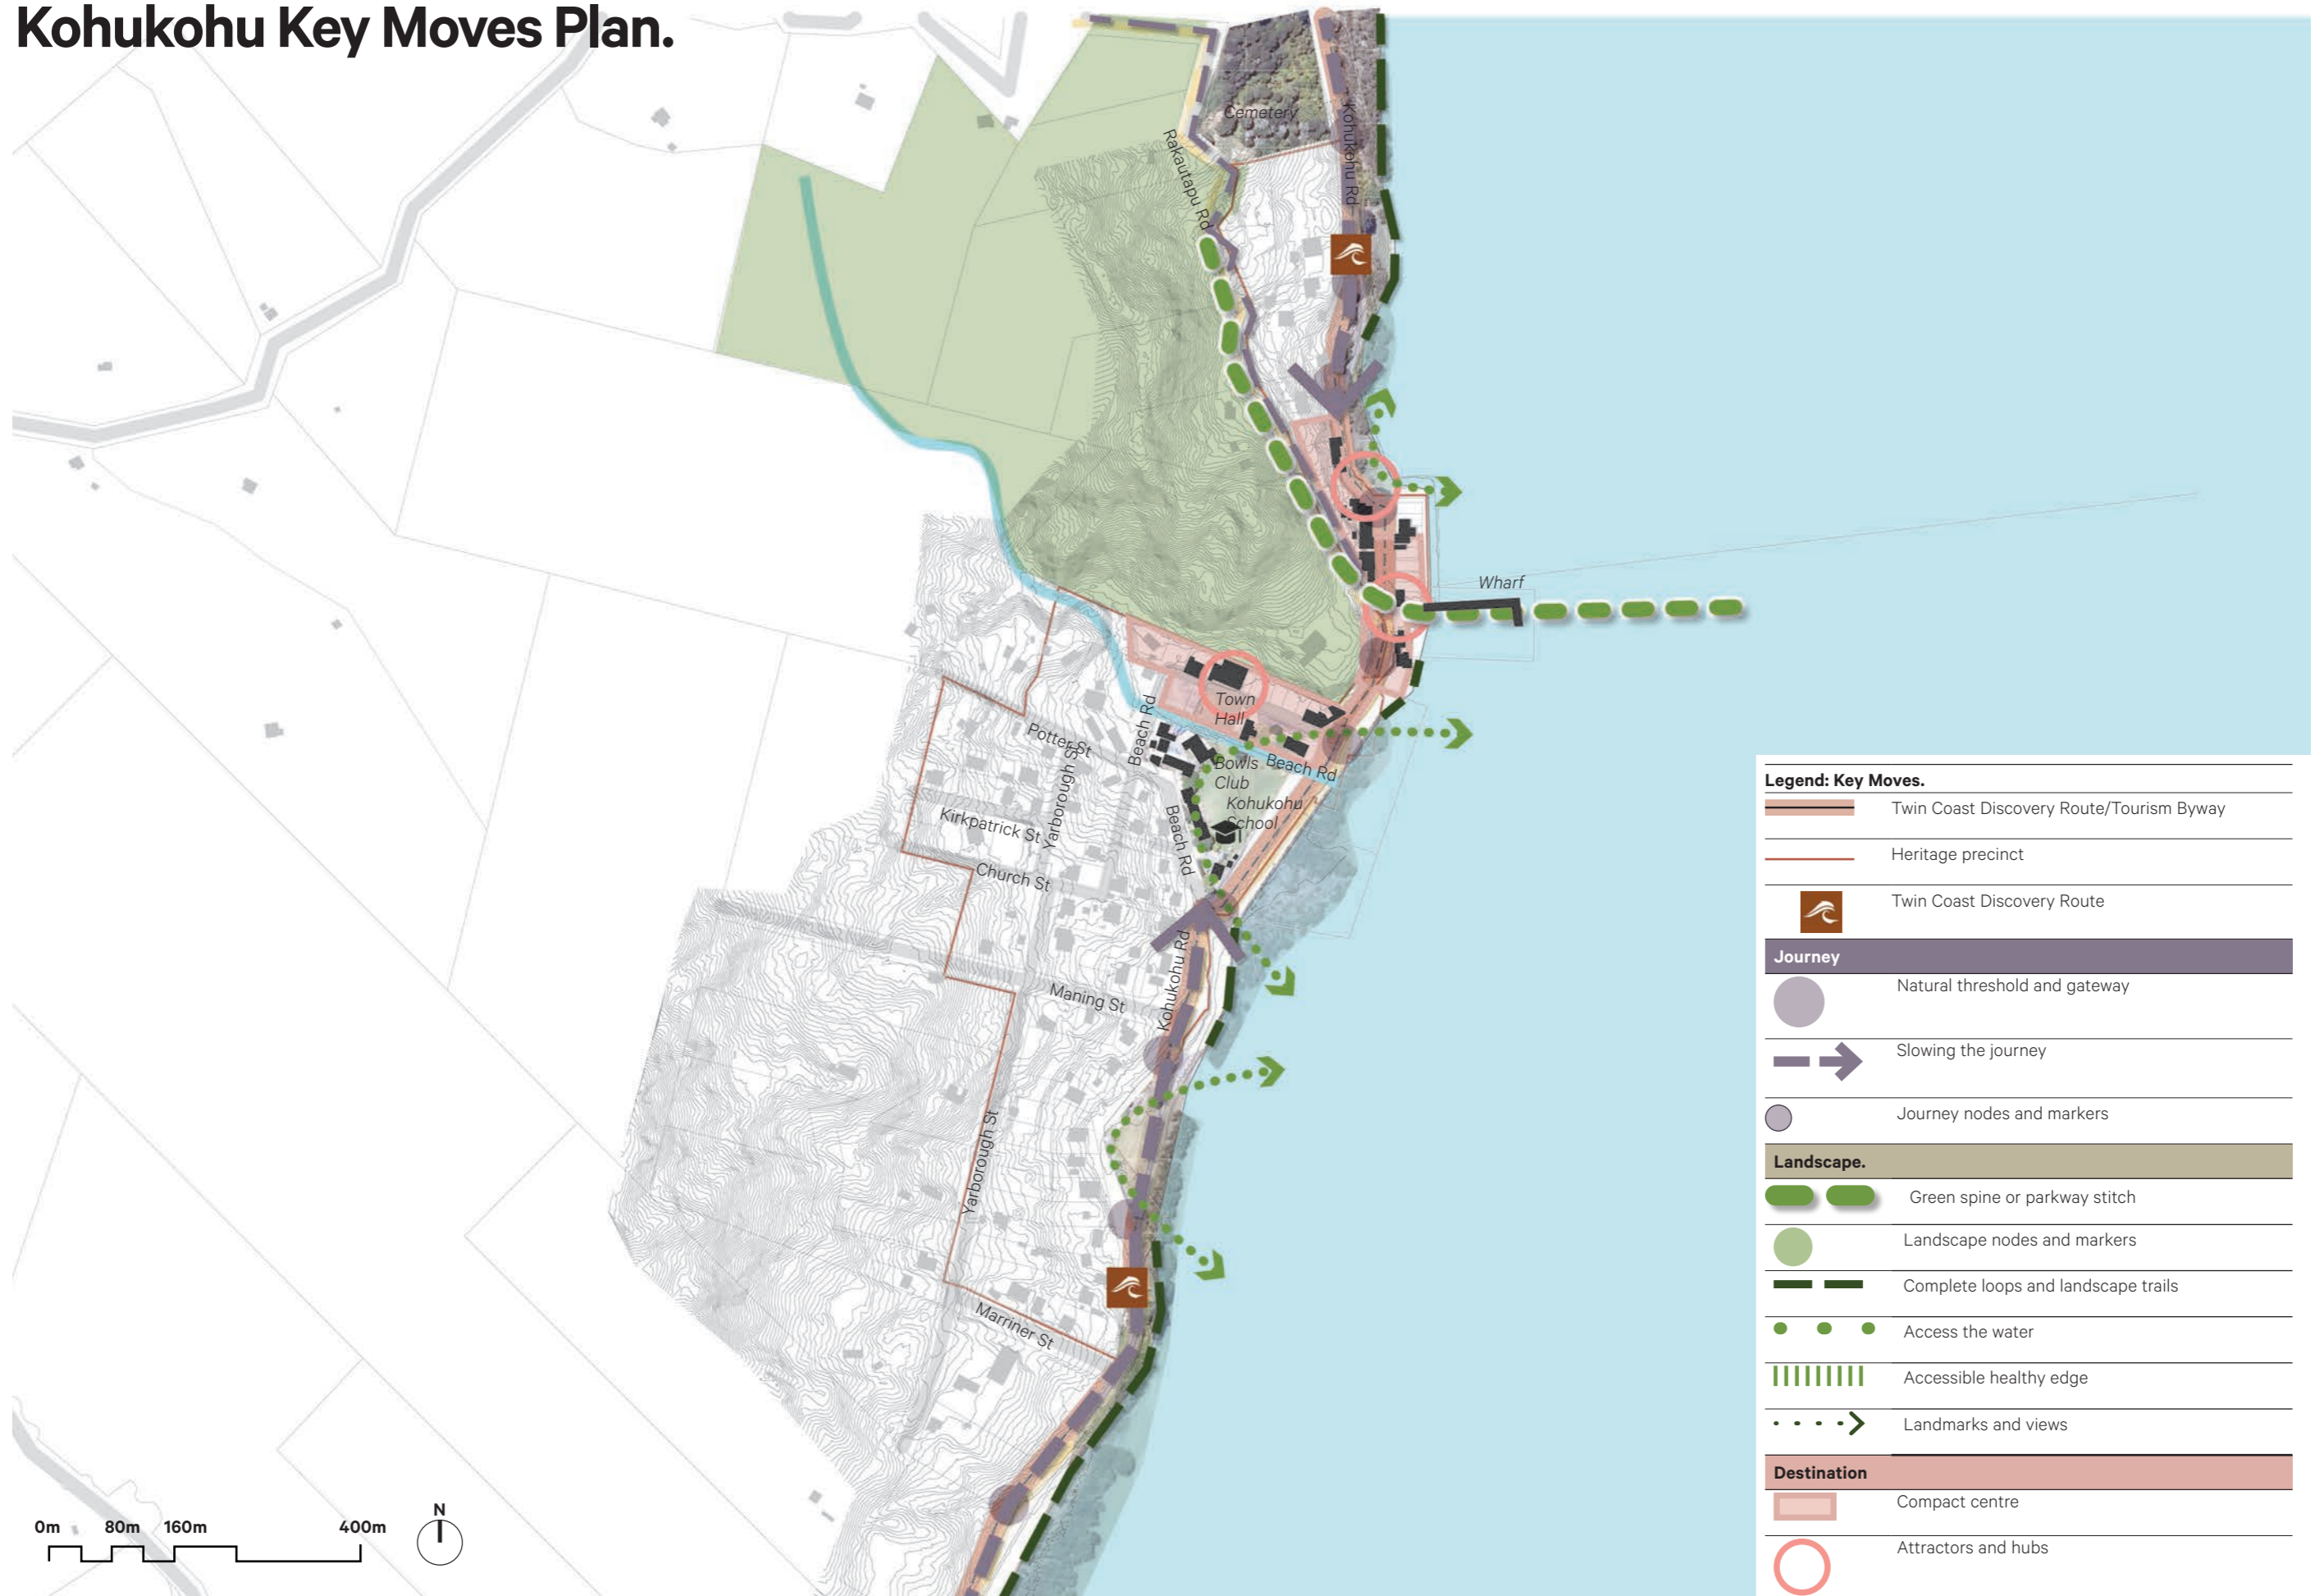 Kohukohu Key Moves Plan.
Cemetery
Kohukohu Rd
Rakautapu Rd
Wharf
Town
Hall
Beach Rd
Potter St
Yarborough St
Bowls
Club
Beach Rd
Kohukohu
School
Kirkpatrick St
Beach Rd
Church St
Kohukohu Rd
Maning St
Yarborough St
Marriner St
0m 80m 160m 400m
N
Legend: Key Moves.
Twin Coast Discovery Route/Tourism Byway
Heritage precinct
Twin Coast Discovery Route
Journey
Natural threshold and gateway
Slowing the journey
Journey nodes and markers
Landscape.
Green spine or parkway stitch
Landscape nodes and markers
Complete loops and landscape trails
Access the water
Accessible healthy edge
Landmarks and views
Destination
Compact centre
Attractors and hubs